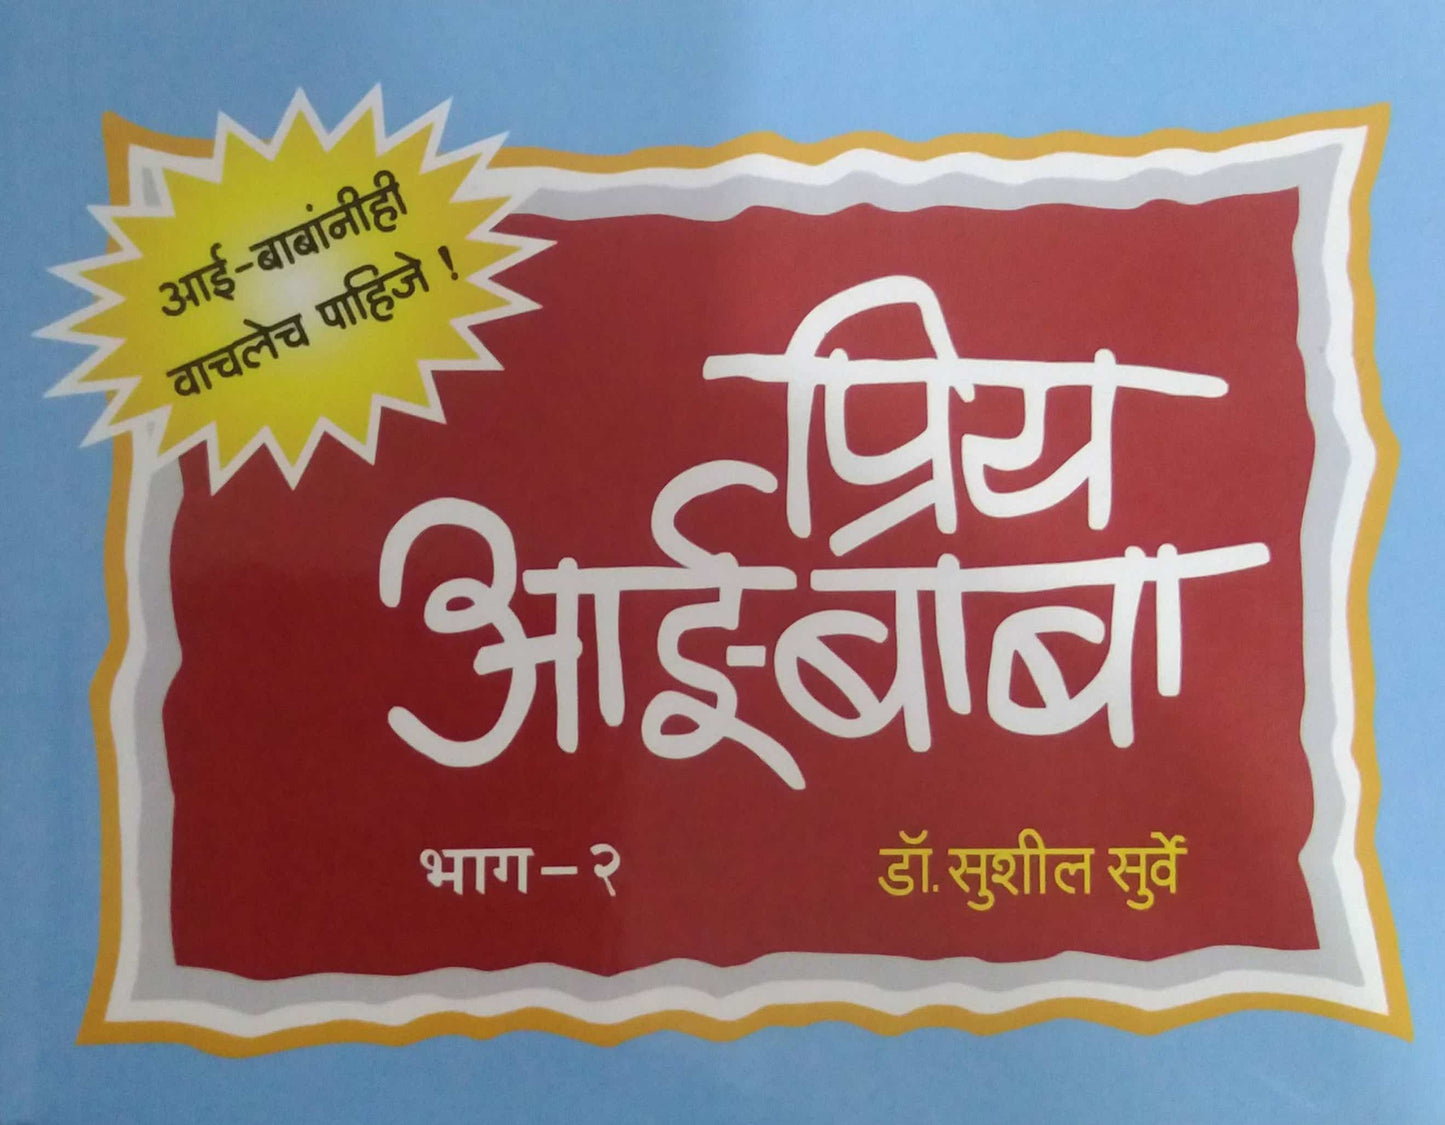 आई-बाबांनीही
वाचलेच पाहिजे !
प्रिय
आई-बाबा
भाग – २
डॉ. सुशील सुर्वे